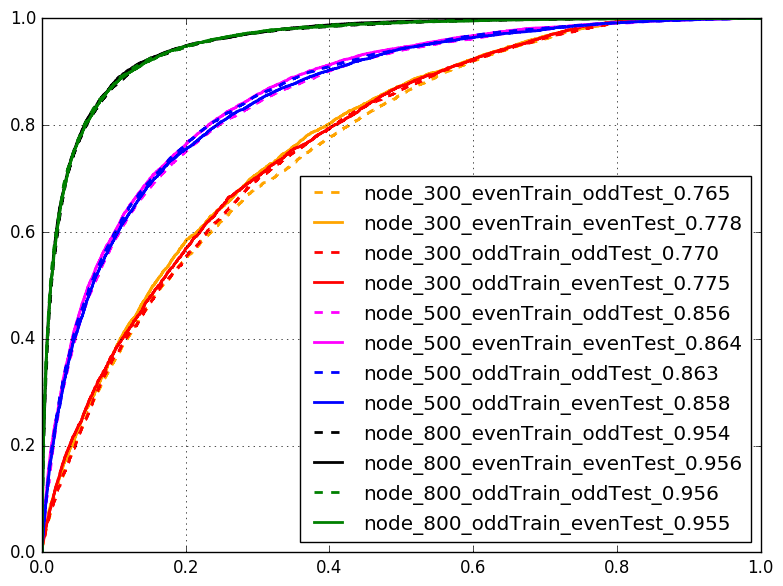 1.0
0.8
0.6
0.4
0.2
0.0
node_300_evenTrain_oddTest_0.765
node_300_evenTrain_evenTest_0.778
node_300_oddTrain_oddTest_0.770
node_300_oddTrain_evenTest_0.775
node_500_evenTrain_oddTest_0.856
node_500_evenTrain_evenTest_0.864
node_500_oddTrain_oddTest_0.863
node_500_oddTrain_evenTest_0.858
node_800_evenTrain_oddTest_0.954
node_800_evenTrain_evenTest_0.956
node_800_oddTrain_oddTest_0.956
node_800_oddTrain_evenTest_0.955
0.0 0.2 0.4 0.6 0.8 1.0